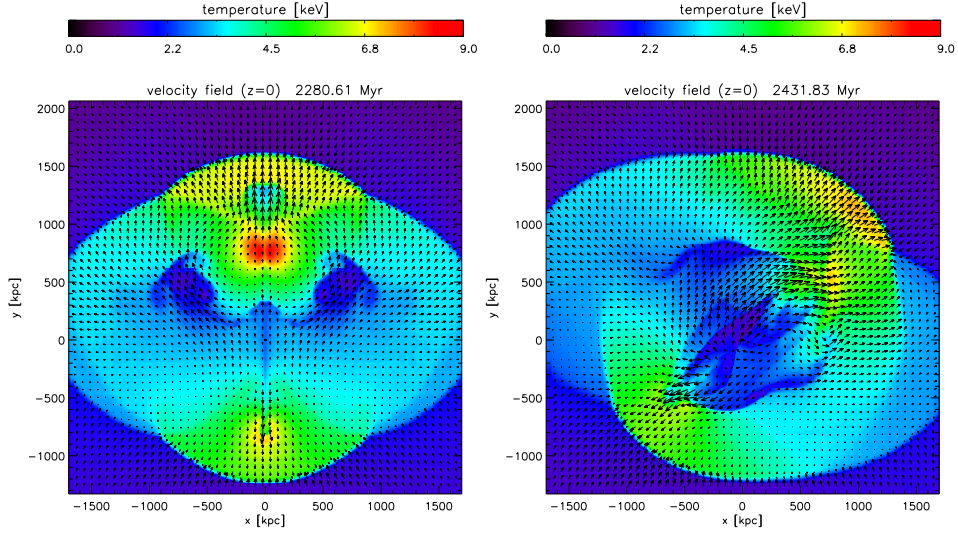 temperature [keV] temperature [keV]
0.0 2.2 4.5 6.8 9.0 0.0 2.2 4.5 6.8 9.0
velocity field (z=0) 2280.61 Myr velocity field (z=0) 2431.83 Myr
2000 2000
1500 1500
1000 1000
500 500
y [kpc] y [kpc]
0 0
−500 −500
−1000 −1000
−1500 −1000 −500 0 500 1000 1500 −1500 −1000 −500 0 500 1000 1500
x [kpc] x [kpc]